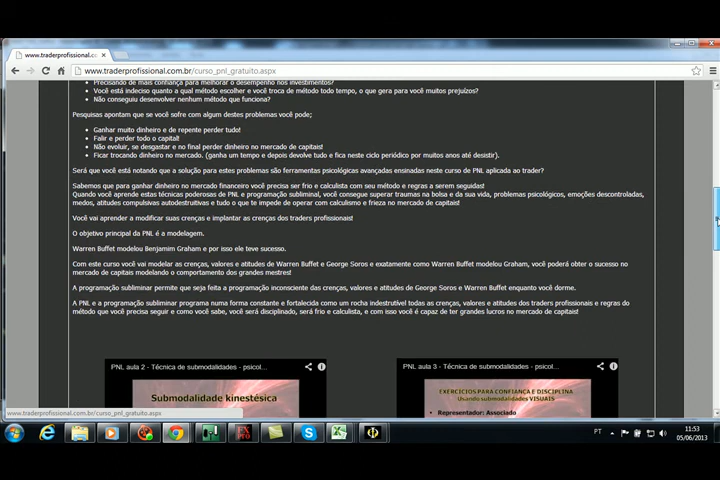 www.traderprofissional.co
www.traderprofissional.com.br/curso_pnl_gratuito.aspx
Precisando de mais confiança para melhorar o desempenho nos investimentos?
Você está indeciso quanto a qual método escolher e você troca de método todo tempo, o que gera para você muitos prejuízos?
Não conseguiu desenvolver nenhum método que funciona?
Pesquisas apontam que se você sofre com algum destes problemas você pode;
Ganhar muito dinheiro e de repente perder tudo!
Falir e perder todo o capital!
Não evoluir, se desgastar e no final perder dinheiro no mercado de capitais!
Ficar trocando dinheiro no mercado. (ganha um tempo e depois devolve tudo e fica neste ciclo periódico por muitos anos até desistir).
Será que você está notando que a solução para estes problemas são ferramentas psicológicas avançadas ensinadas neste curso de PNL aplicada ao trader?
Sabemos que para ganhar dinheiro no mercado financeiro você precisa ser frio e calculista com seu método e regras a serem seguidas!
Quando você aprende estas técnicas poderosas de PNL e programação subliminal, você consegue superar traumas na bolsa e da sua vida, problemas psicológicos, emoções descontroladas,
medos, atitudes compulsivas autodestrutivas e tudo o que te impede de operar com calculismo e frieza no mercado de capitais!
Você vai aprender a modificar suas crenças e implantar as crenças dos traders profissionais!
O objetivo principal da PNL é a modelagem.
Warren Buffet modelou Benjamim Graham e por isso ele teve sucesso.
Com este curso você vai modelar as crenças, valores e atitudes de Warren Buffet e George Soros e exatamente como Warren Buffet modelou Graham, você poderá obter o sucesso no
mercado de capitais modelando o comportamento dos grandes mestres!
A programação subliminar permite que seja feita a programação inconsciente das crenças, valores e atitudes de George Soros e Warren Buffet enquanto você dorme.
A PNL e a programação subliminar programa numa forma constante e fortalecida como um rocha indestrutível todas as crenças, valores e atitudes dos traders profissionais e regras do
método que você precisa seguir e como você sabe, você será disciplinado, será frio e calculista, e com isso você é capaz de ter grandes lucros no mercado de capitais!
PNL aula 2 - Técnica de submodalidades - psicol...
PNL aula 3 - Técnica de submodalidades - psicol...
Submodalidade kinestésica
EXERCÍCIOS PARA CONFIANÇA E DISCIPLINA
Usando submodalidades VISUAIS
Representador: Associado
www.traderprofissional.com.br/curso_pnl_gratuito.aspx
PT
11:53
05/06/2013